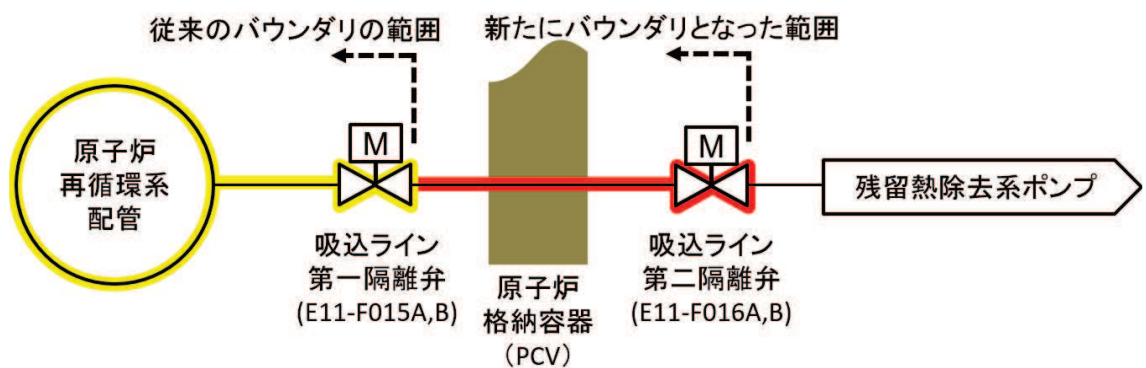 従来のバウンダリの範囲
新たにバウンダリとなった範囲
原子炉
再循環系
配管
M
M
残留熱除去系ポンプ
吸込ライン
第一隔離弁
(E11-F015A,B)
原子炉
格納容器
（PCV）
吸込ライン
第二隔離弁
(E11-F016A,B)